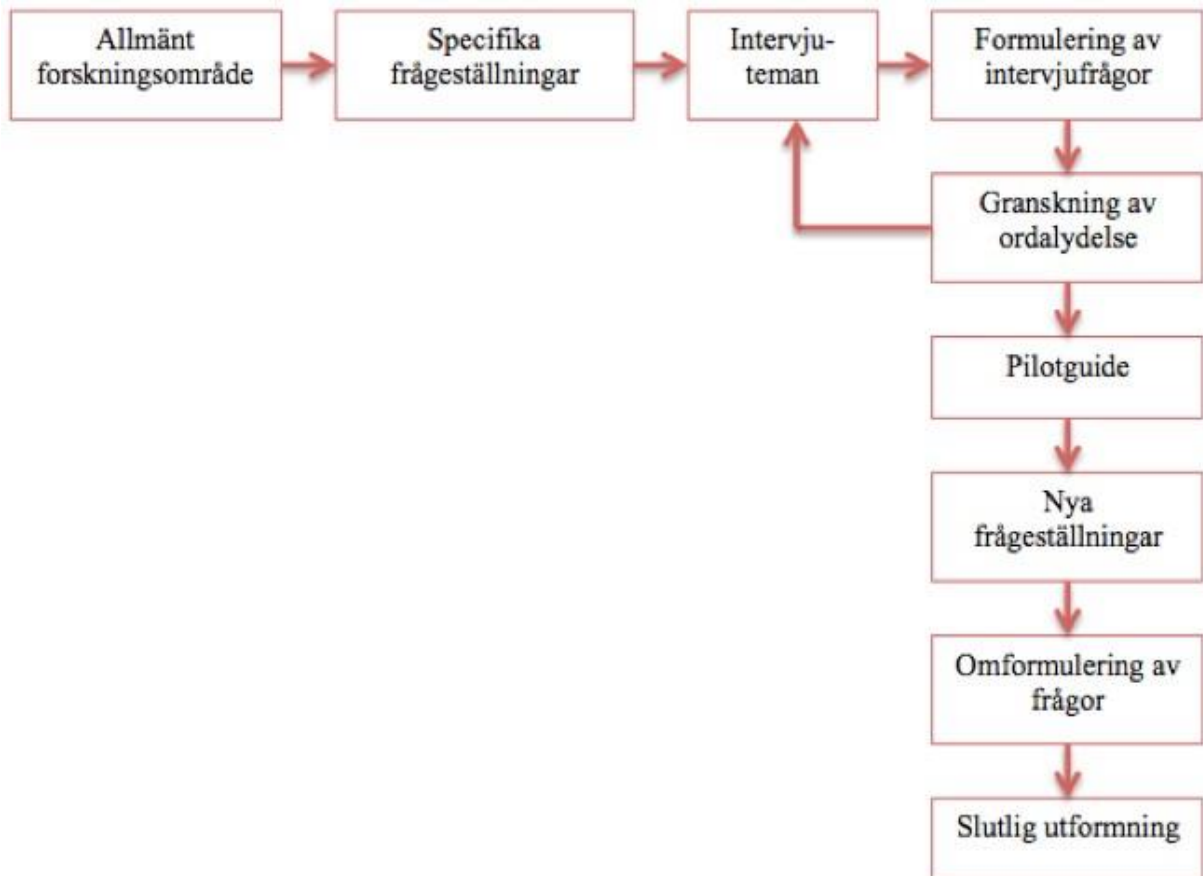 Allmänt
forskningsområde
Specifika
frågeställningar
Intervju-
teman
Formulering av
intervjufrågor
Granskning av
ordalydelse
Pilotguide
Nya
frågeställningar
Omformulering av
frågor
Slutlig utformning